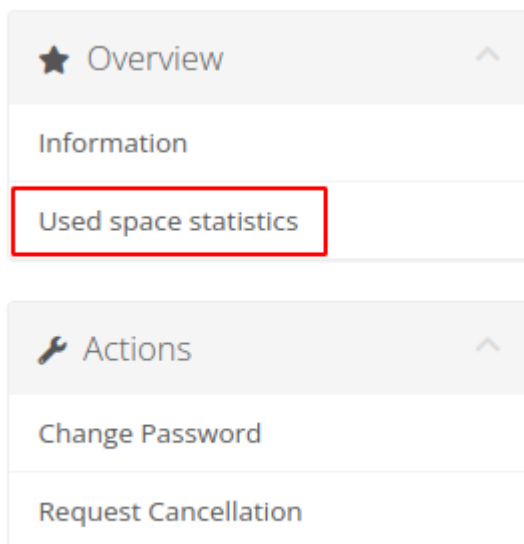 Overview
Information
Used space statistics
Actions
Change Password
Request Cancellation